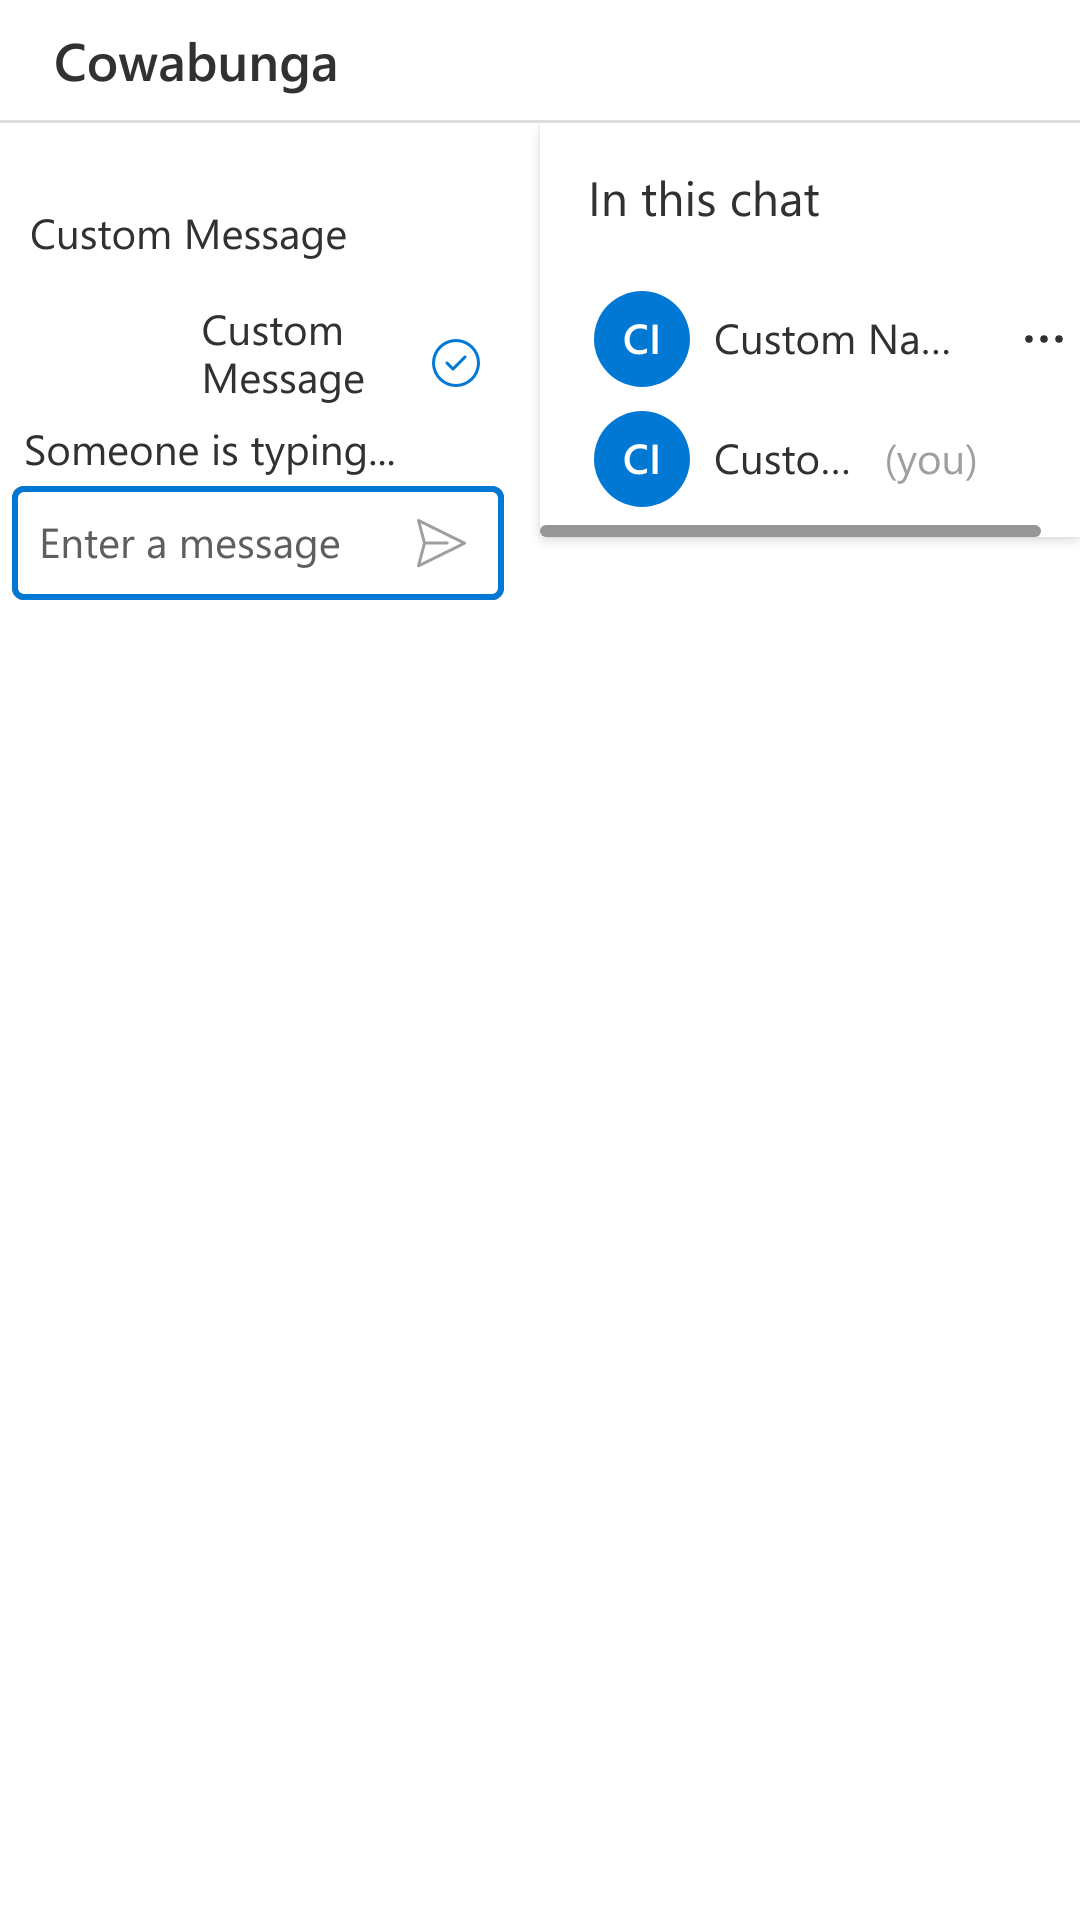 Cowabunga
Custom Message
Custom
Message
Someone is typing...
Enter a message
In this chat
CI
Custom Na...
CI
Custo...
(you)